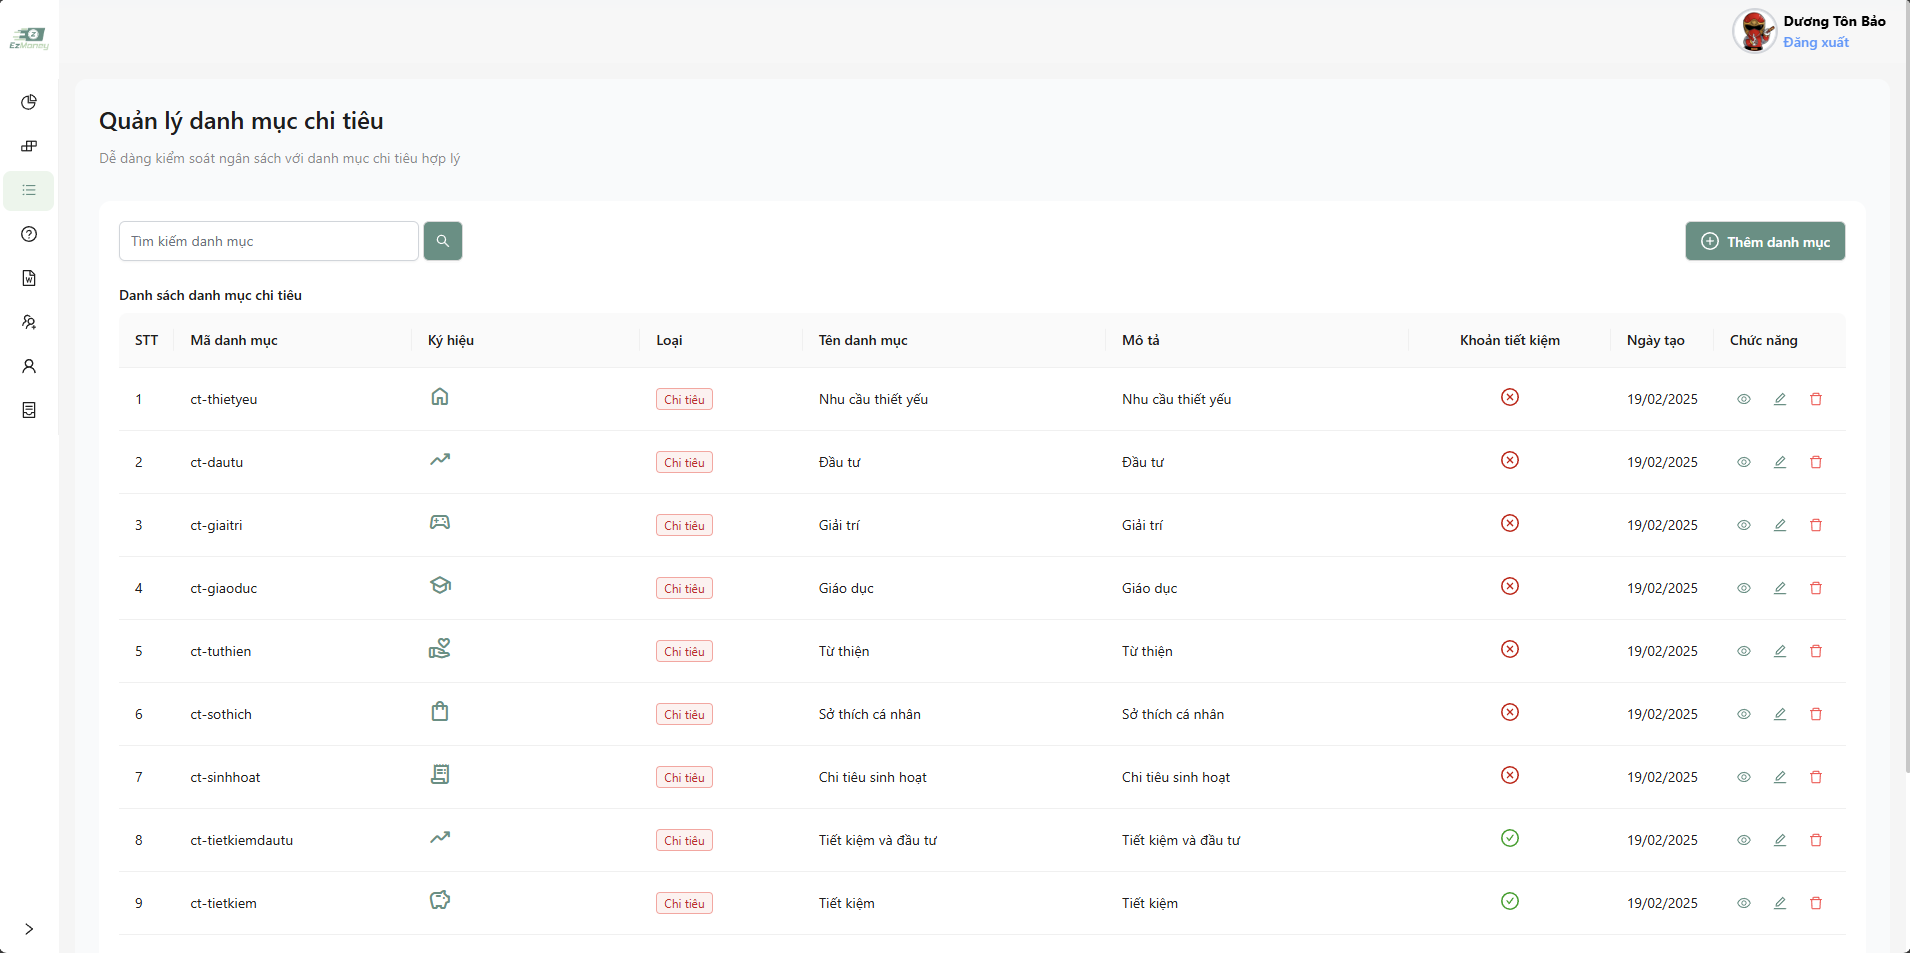 EzMoney
Dương Tôn Bảo
Đăng xuất
Quản lý danh mục chi tiêu
Dễ dàng kiểm soát ngân sách với danh mục chi tiêu hợp lý
Tìm kiếm danh mục
Thêm danh mục
Danh sách danh mục chi tiêu
STT Mã danh mục Ký hiệu Loại Tên danh mục Mô tả Khoản tiết kiệm Ngày tạo Chức năng
1 ct-thietyeu Chi tiêu Nhu cầu thiết yếu Nhu cầu thiết yếu 19/02/2025
2 ct-dautu Chi tiêu Đầu tư Đầu tư 19/02/2025
3 ct-giaitri Chi tiêu Giải trí Giải trí 19/02/2025
4 ct-giaoduc Chi tiêu Giáo dục Giáo dục 19/02/2025
5 ct-tuthien Chi tiêu Từ thiện Từ thiện 19/02/2025
6 ct-sothich Chi tiêu Sở thích cá nhân Sở thích cá nhân 19/02/2025
7 ct-sinhhoat Chi tiêu Chi tiêu sinh hoạt Chi tiêu sinh hoạt 19/02/2025
8 ct-tietkiemdautu Chi tiêu Tiết kiệm và đầu tư Tiết kiệm và đầu tư 19/02/2025
9 ct-tietkiem Chi tiêu Tiết kiệm Tiết kiệm 19/02/2025